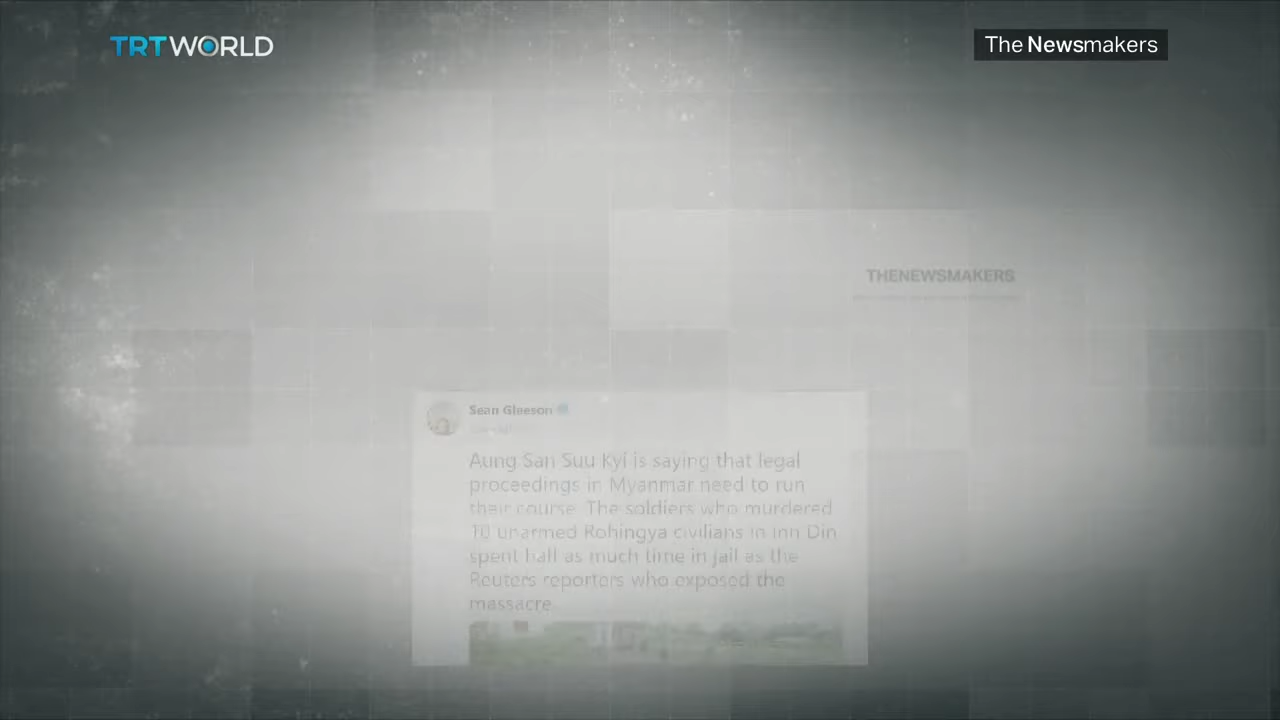 TRT WORLD
The Newsmakers
THENEWSMAKERS
Sean Gleeson
Aung San Suu Kyi is saying that legal
proceedings in Myanmar need to run
their course. The soldiers who murdered
10 unarmed Rohingya civilians in Inn Din
spent half as much time in jail as the
Reuters reporters who exposed the
massacre.